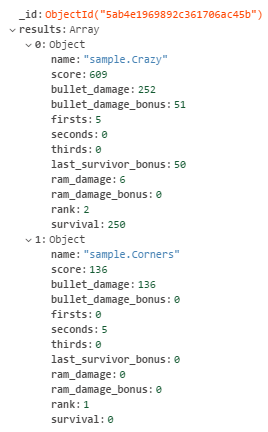 _id: ObjectId("5ab4e1969892c361706ac45b")
results: Array
0: Object
name: "sample.Crazy"
score: 609
bullet_damage: 252
bullet_damage_bonus: 51
firsts: 5
seconds: 0
thirds: 0
last_survivor_bonus: 50
ram_damage: 6
ram_damage_bonus: 0
rank: 2
survival: 250
1: Object
name: "sample.Corners"
score: 136
bullet_damage: 136
bullet_damage_bonus: 0
firsts: 0
seconds: 5
thirds: 0
last_survivor_bonus: 0
ram_damage: 0
ram_damage_bonus: 0
rank: 1
survival: 0